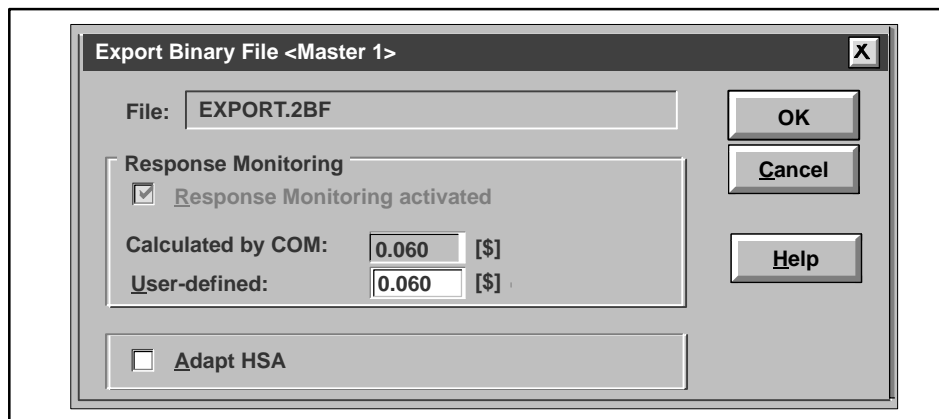 Export Binary File <Master 1>
X
File: EXPORT.2BF
OK
Cancel
Response Monitoring
Response Monitoring activated
Calculated by COM: 0.060 [$]
User-defined: 0.060 [$]
Help
Adapt HSA